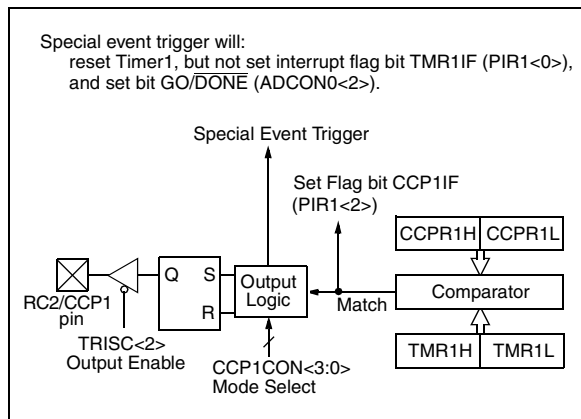 Special event trigger will:
reset Timer1, but not set interrupt flag bit TMR1IF (PIR1<0>),
and set bit GO/DONE (ADCON0<2>).
Special Event Trigger
Set Flag bit CCP1IF
(PIR1<2>)
CCPR1H CCPR1L
Q S
R
Output
Logic
Match
Comparator
RC2/CCP1
pin
TRISC<2>
Output Enable
CCP1CON<3:0>
Mode Select
TMR1H TMR1L